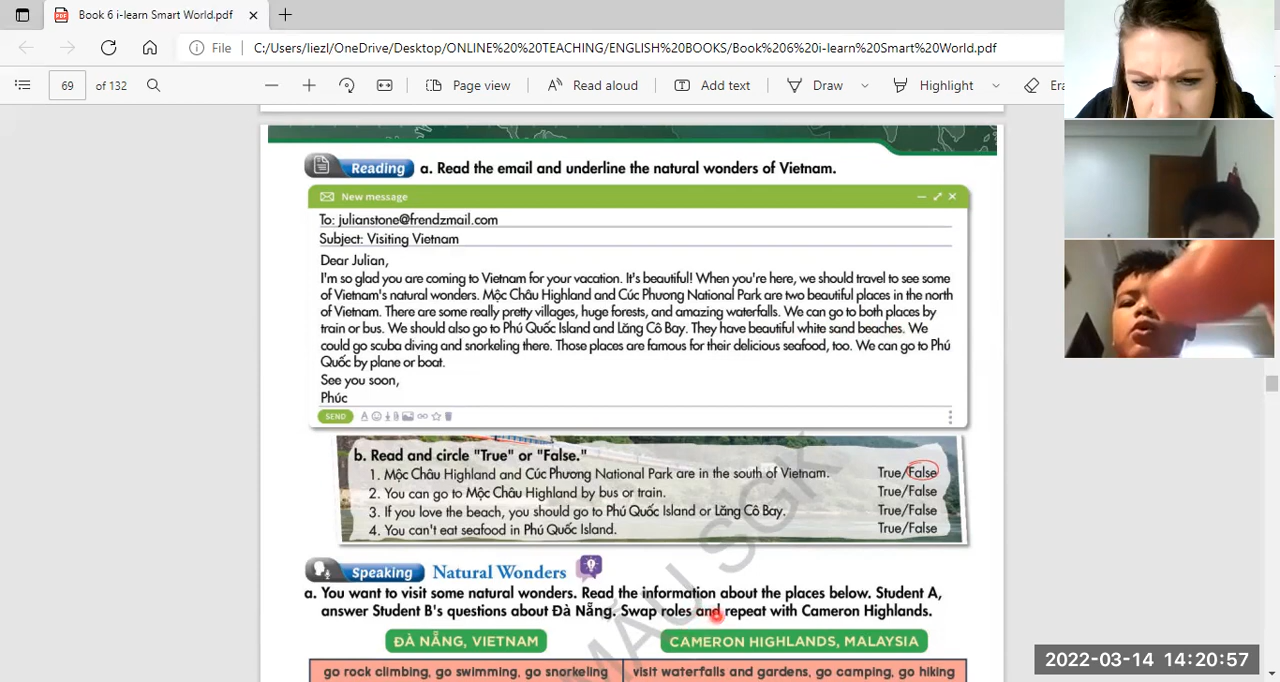 Book 6 i-learn Smart World.pdf
File C:/Users/liezl/OneDrive/Desktop/ONLINE%20%20TEACHING/ENGLISH%20BOOKS/Book%206%20i-learn%20Smart%20World.pdf
69 of 132 Page view Read aloud Add text Draw Highlight Era
Reading a. Read the email and underline the natural wonders of Vietnam.
New message
To: julianstone@frendzmail.com
Subject: Visiting Vietnam
Dear Julian,
I'm so glad you are coming to Vietnam for your vacation. It's beautiful! When you're here, we should travel to see some
of Vietnam's natural wonders. Mộc Châu Highland and Cúc Phương National Park are two beautiful places in the north
of Vietnam. There are some really pretty villages, huge forests, and amazing waterfalls. We can go to both places by
train or bus. We should also go to Phú Quốc Island and Lăng Cô Bay. They have beautiful white sand beaches. We
could go scuba diving and snorkeling there. Those places are famous for their delicious seafood, too. We can go to Phú
Quốc by plane or boat.
See you soon,
Phúc
SEND
b. Read and circle "True" or "False."
1. Mộc Châu Highland and Cúc Phương National Park are in the south of Vietnam. True/False
2. You can go to Mộc Châu Highland by bus or train. True/False
3. If you love the beach, you should go to Phú Quốc Island or Lăng Cô Bay. True/False
4. You can't eat seafood in Phú Quốc Island. True/False
MẪU SGK
Speaking Natural Wonders
a. You want to visit some natural wonders. Read the information about the places below. Student A,
answer Student B's questions about Đà Nẵng. Swap roles and repeat with Cameron Highlands.
ĐÀ NẴNG, VIETNAM CAMERON HIGHLANDS, MALAYSIA
go rock climbing, go swimming, go snorkeling visit waterfalls and gardens, go camping, go hiking
2022-03-14 14:20:57